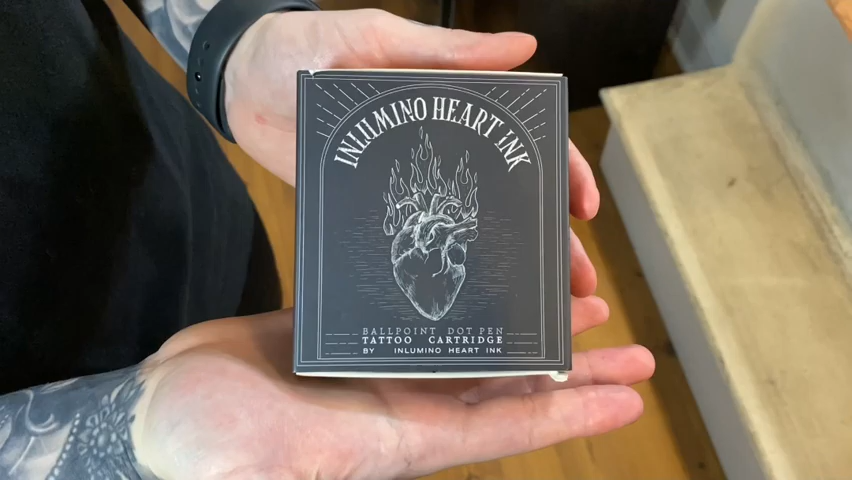 INLUMINO HEART INK
BALLPOINT DOT PEN
TATTOO CARTRIDGE
BY INLUMINO HEART INK